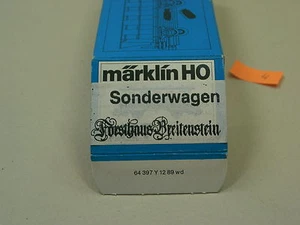 märklin HO
Sonderwagen
Forsthaus Breitenstein
64 397 Y 12 89 wd